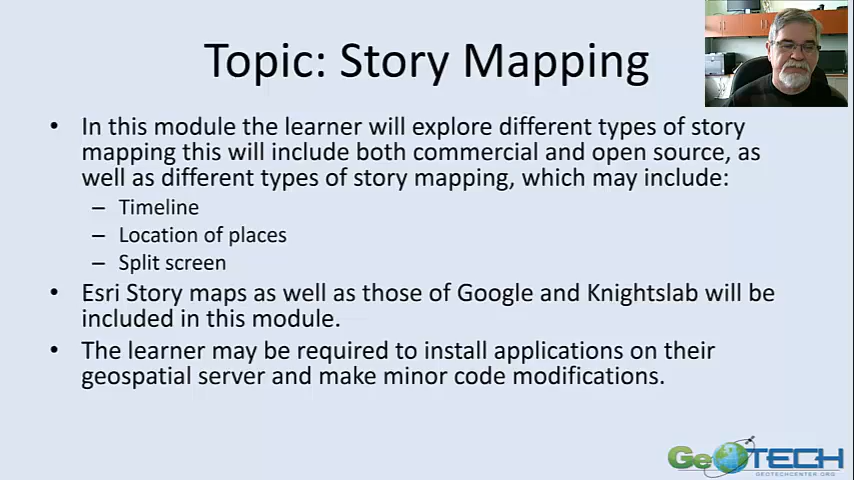 Topic: Story Mapping
• In this module the learner will explore different types of story
mapping this will include both commercial and open source, as
well as different types of story mapping, which may include:
– Timeline
– Location of places
– Split screen
• Esri Story maps as well as those of Google and Knightslab will be
included in this module.
• The learner may be required to install applications on their
geospatial server and make minor code modifications.
GeoTECH
GEOTECHCENTER.ORG